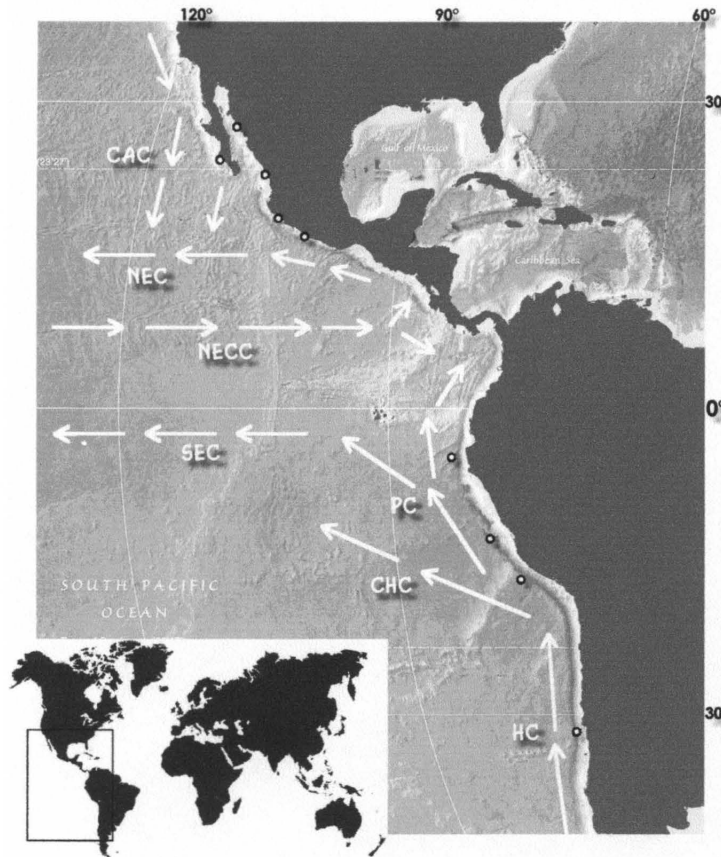 120°
90°
60°
30°
Gulf of Mexico
(23°27')
CAC
Caribbean Sea
NEC
NECC
0°
SEC
PC
CHC
SOUTH PACIFIC
OCEAN
30
HC